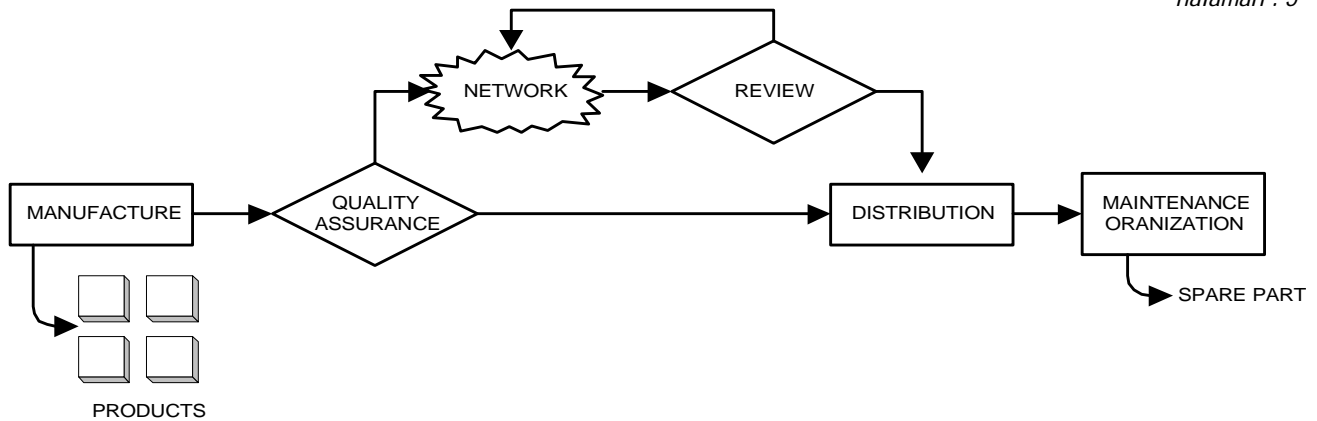 halaman : 9
NETWORK
REVIEW
MANUFACTURE
QUALITY
ASSURANCE
DISTRIBUTION
MAINTENANCE
ORANIZATION
SPARE PART
PRODUCTS